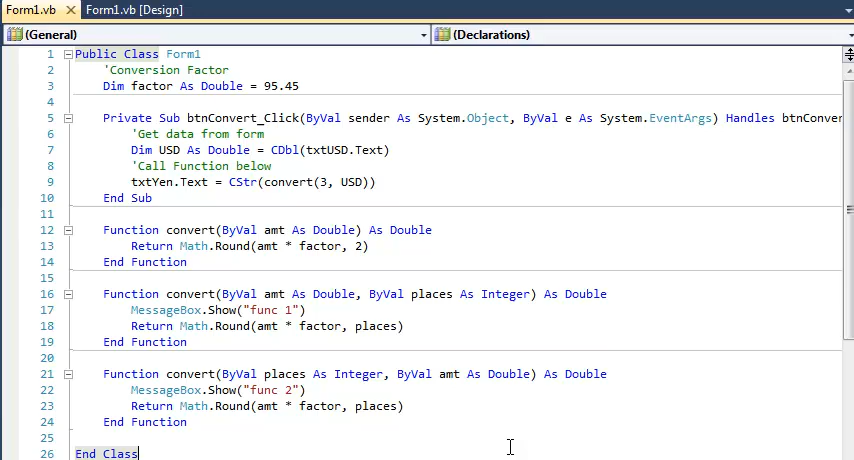 Form1.vb × Form1.vb [Design]
(General) (Declarations)
1 Public Class Form1
2 'Conversion Factor
3 Dim factor As Double = 95.45
4
5 Private Sub btnConvert_Click(ByVal sender As System.Object, ByVal e As System.EventArgs) Handles btnConver
6 'Get data from form
7 Dim USD As Double = CDbl(txtUSD.Text)
8 'Call Function below
9 txtYen.Text = CStr(convert(3, USD))
10 End Sub
11
12 Function convert(ByVal amt As Double) As Double
13 Return Math.Round(amt * factor, 2)
14 End Function
15
16 Function convert(ByVal amt As Double, ByVal places As Integer) As Double
17 MessageBox.Show("func 1")
18 Return Math.Round(amt * factor, places)
19 End Function
20
21 Function convert(ByVal places As Integer, ByVal amt As Double) As Double
22 MessageBox.Show("func 2")
23 Return Math.Round(amt * factor, places)
24 End Function
25
26 End Class